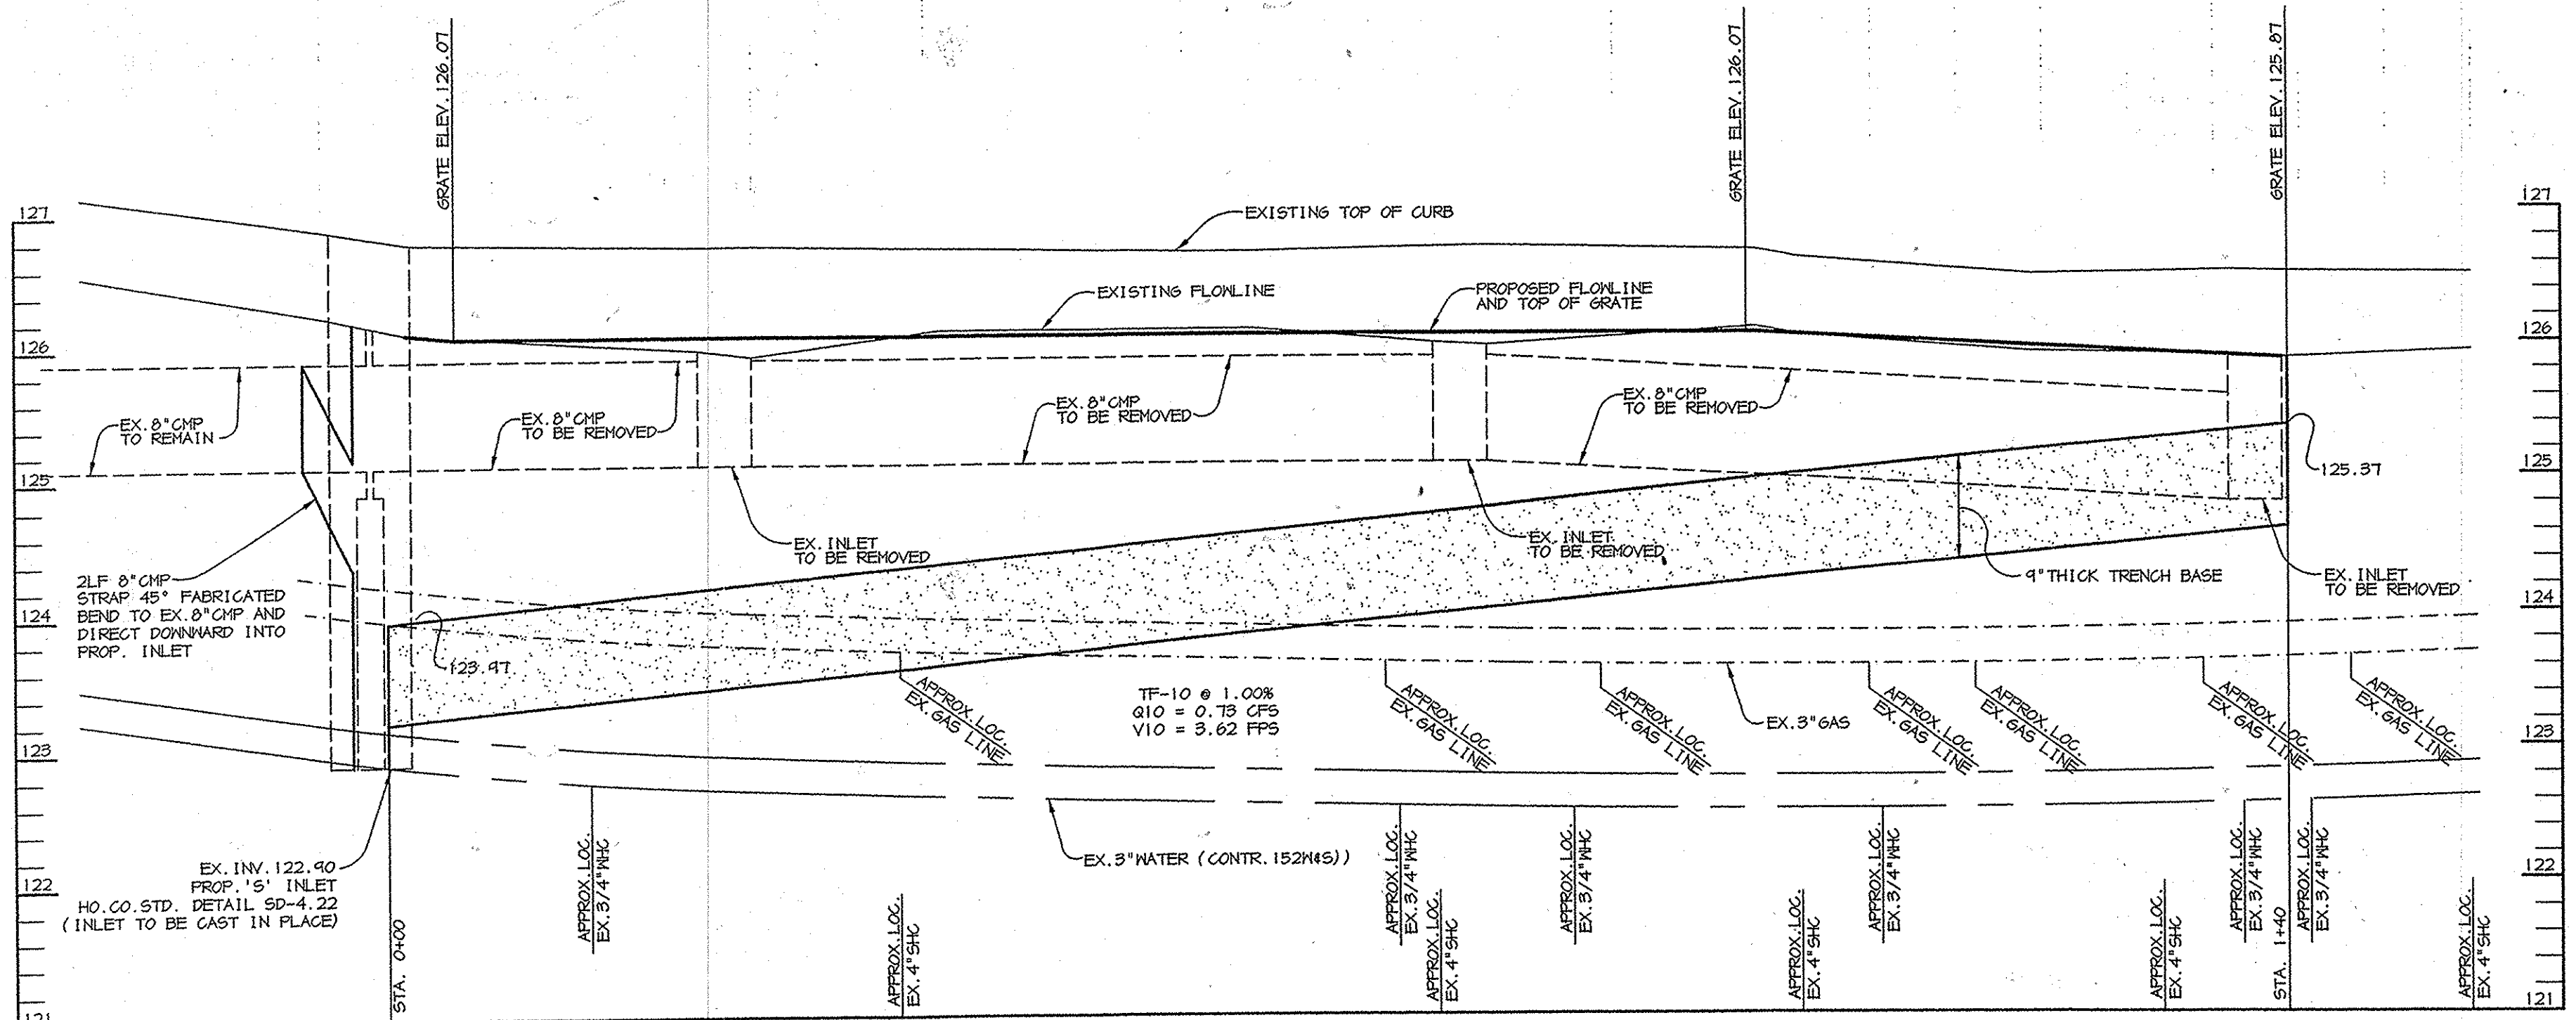 GRATE ELEV. 126.07
GRATE ELEV. 126.07
GRATE ELEV. 125.87
127
127
EXISTING TOP OF CURB
EXISTING FLOWLINE
PROPOSED FLOWLINE
AND TOP OF GRATE
126
126
EX. 8"CMP
TO REMAIN
EX. 8"CMP
TO BE REMOVED
EX. 8"CMP
TO BE REMOVED
EX. 8"CMP
TO BE REMOVED
125
125
125.37
EX. INLET
TO BE REMOVED
EX. INLET
TO BE REMOVED
9"THICK TRENCH BASE
EX. INLET
TO BE REMOVED
2LF 8"CMP
STRAP 45° FABRICATED
BEND TO EX. 8"CMP AND
DIRECT DOWNWARD INTO
PROP. INLET
124
124
123.97
APPROX. LOC.
EX. GAS LINE
TF-10 @ 1.00%
Q10 = 0.73 CFS
V10 = 3.62 FPS
APPROX. LOC.
EX. GAS LINE
APPROX. LOC.
EX. GAS LINE
EX. 3"GAS
APPROX. LOC.
EX. GAS LINE
APPROX. LOC.
EX. GAS LINE
APPROX. LOC.
EX. GAS LINE
APPROX. LOC.
EX. GAS LINE
123
123
EX. 3"WATER (CONTR. 152W&S))
EX. INV. 122.90
PROP. 'S' INLET
HO. CO. STD. DETAIL SD-4.22
(INLET TO BE CAST IN PLACE)
122
122
STA. 0+00
APPROX. LOC.
EX. 3/4"WHC
APPROX. LOC.
EX. 4"SHC
APPROX. LOC.
EX. 3/4"WHC
APPROX. LOC.
EX. 4"SHC
APPROX. LOC.
EX. 3/4"WHC
APPROX. LOC.
EX. 4"SHC
APPROX. LOC.
EX. 3/4"WHC
APPROX. LOC.
EX. 4"SHC
APPROX. LOC.
EX. 3/4"WHC
STA. 1+40
APPROX. LOC.
EX. 3/4"WHC
APPROX. LOC.
EX. 4"SHC
121
121